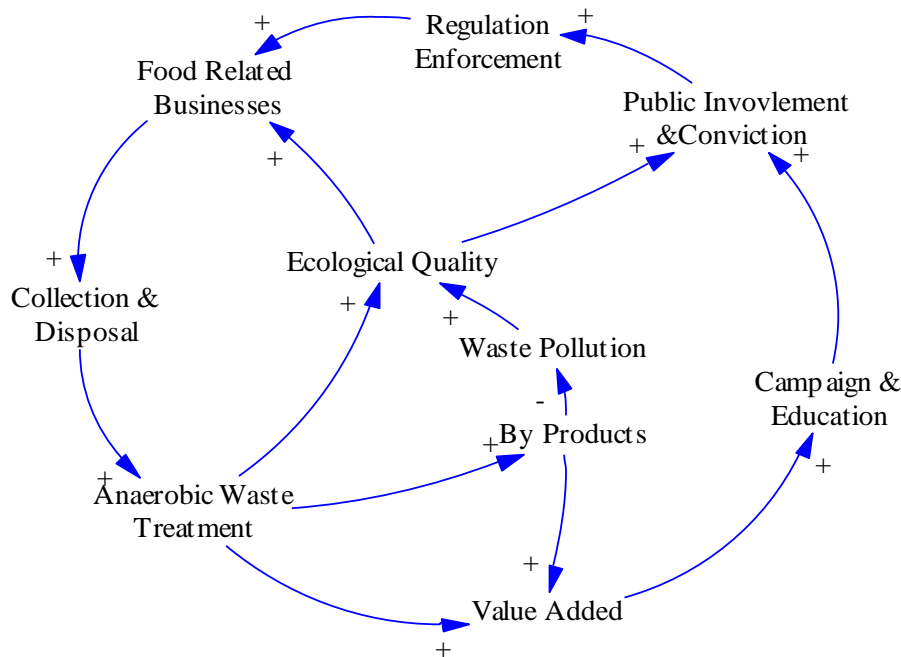 +
+
Regulation
Enforcement
Food Related
Businesses
Public Invovlement
&Conviction
+
+
+
Ecological Quality
+
Collection &
Disposal
+
+
Waste Pollution
Campaign &
Education
-
By Products
+
+
+
Anaerobic Waste
Treatment
+
Value Added
+